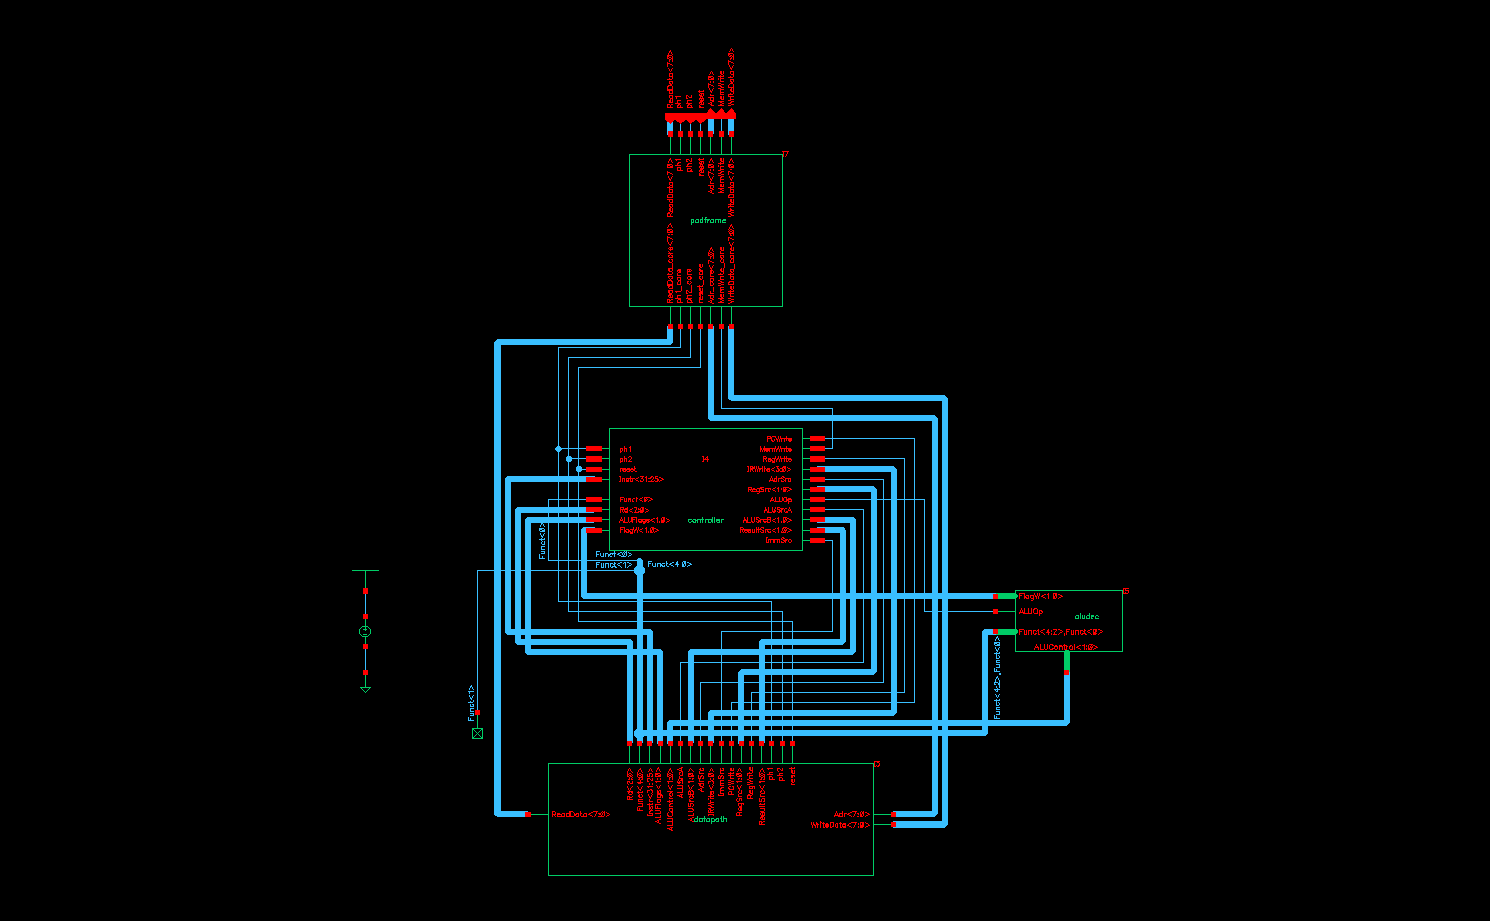 ReadData<7:0>
ph1
ph2
reset
Adr<7:0>
MemWrite
WriteData<7:0>
ReadData<7:0>
ph1
ph2
reset
Adr<7:0>
MemWrite
WriteData<7:0>
padframe
ReadData_core<7:0>
ph1_core
ph2_core
reset_core
Adr_core<7:0>
MemWrite_core
WriteData_core<7:0>
ph1
ph2
reset
Instr<31:25>
Funct<0>
Rd<2:0>
ALUFlags<1:0>
FlagW<1:0>
I4
controller
PCWrite
MemWrite
RegWrite
IRWrite<3:0>
AdrSrc
RegSrc<1:0>
ALUOp
ALUSrcA
ALUSrcB<1:0>
ResultSrc<1:0>
ImmSrc
Funct<0>
Funct<0>
Funct<1>
Funct<4:0>
Funct<1>
FlagW<1:0>
aludec
ALUOp
Funct<4:2>,Funct<0>
ALUControl<1:0>
Funct<4:2>,Funct<0>
Rd<2:0>
Funct<4:0>
Instr<31:25>
ALUFlags<1:0>
ALUControl<1:0>
ALUSrcA
ALUSrcB<1:0>
AdrSrc
IRWrite<3:0>
ImmSrc
PCWrite
RegSrc<1:0>
RegWrite
ResultSrc<1:0>
ph1
ph2
reset
ReadData<7:0>
datapath
Adr<7:0>
WriteData<7:0>